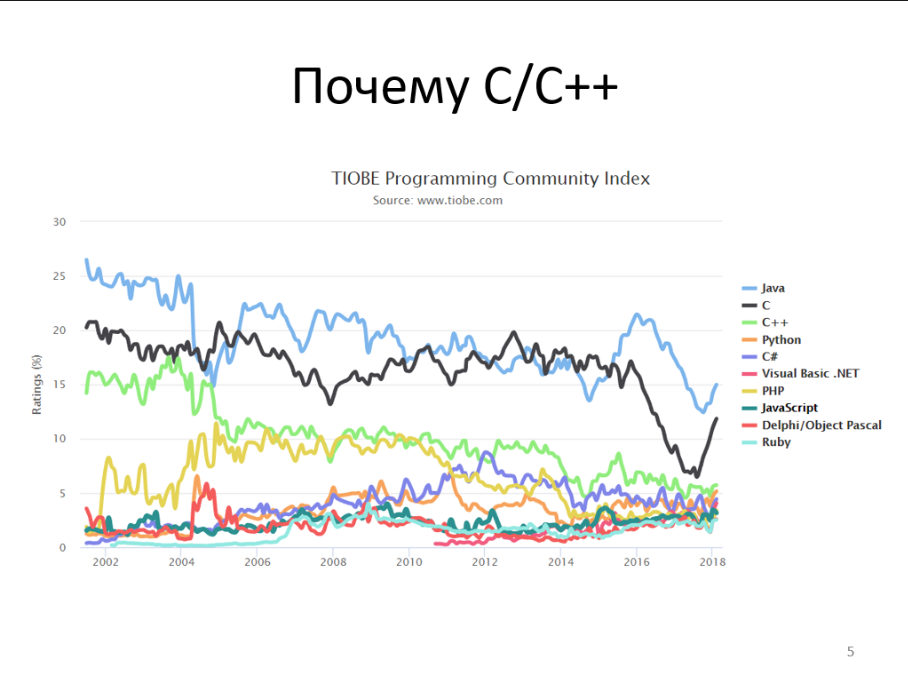 Почему C/C++
TIOBE Programming Community Index
Source: www.tiobe.com
Ratings (%)
30
25
20
15
10
5
0
2002 2004 2006 2008 2010 2012 2014 2016 2018
Java
C
C++
Python
C#
Visual Basic .NET
PHP
JavaScript
Delphi/Object Pascal
Ruby
5